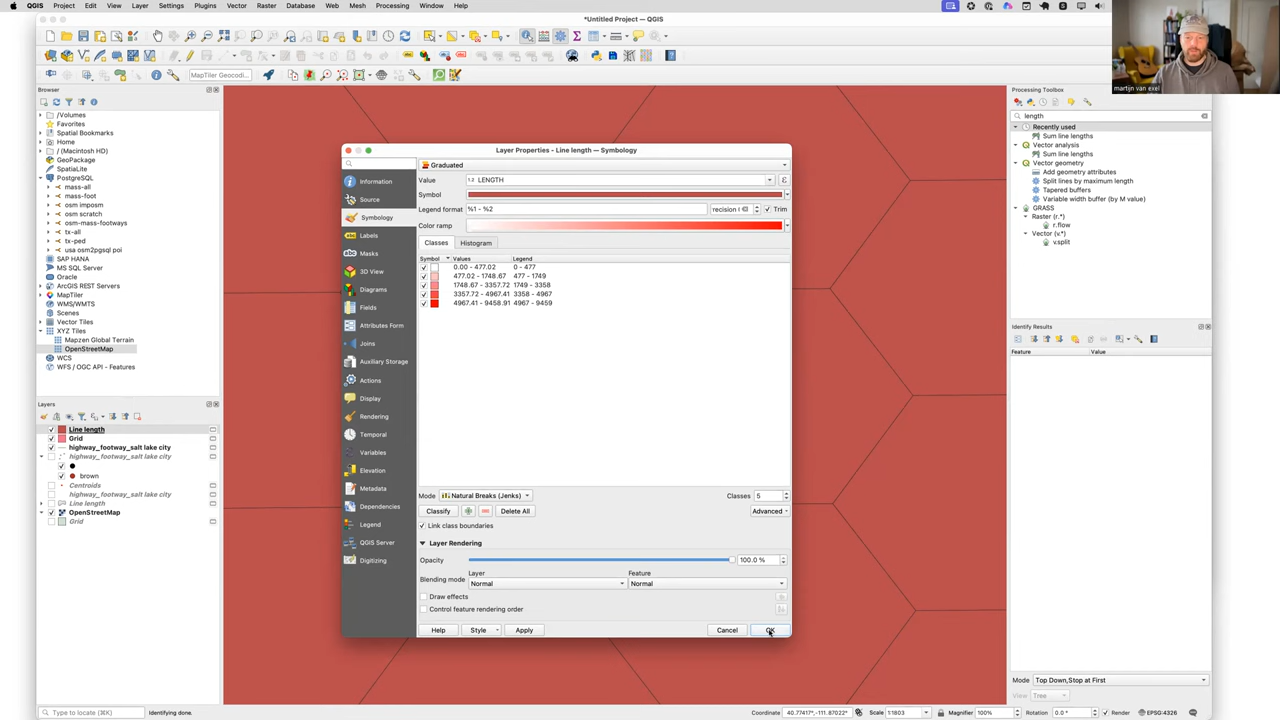 QGIS Project Edit View Layer Settings Plugins Vector Raster Database Web Mesh Processing Window Help
*Untitled Project — QGIS
martijn van exel
MapTiler Geocodi...
Browser
/Volumes
Favorites
Spatial Bookmarks
Home
/ (Macintosh HD)
GeoPackage
SpatiaLite
PostgreSQL
mass-all
mass-foot
osm imposm
osm scratch
osm-mass-footways
tx-all
tx-ped
usa osm2pgsql poi
SAP HANA
MS SQL Server
Oracle
ArcGIS REST Servers
MapTiler
WMS/WMTS
Scenes
Vector Tiles
XYZ Tiles
Mapzen Global Terrain
OpenStreetMap
WCS
WFS / OGC API - Features
Layers
Line length
Grid
highway_footway_salt lake city
highway_footway_salt lake city
brown
Centroids
highway_footway_salt lake city
Line length
OpenStreetMap
Grid
Layer Properties - Line length — Symbology
Information
Source
Symbology
Labels
Masks
3D View
Diagrams
Fields
Attributes Form
Joins
Auxiliary Storage
Actions
Display
Rendering
Temporal
Variables
Elevation
Metadata
Dependencies
Legend
QGIS Server
Digitizing
Graduated
Value 1.2 LENGTH
Symbol
Legend format %1 - %2 recision Trim
Color ramp
Classes Histogram
Symbol Values Legend
0.00 - 477.02 0 - 477
477.02 - 1748.67 477 - 1749
1748.67 - 3357.72 1749 - 3358
3357.72 - 4967.41 3358 - 4967
4967.41 - 9458.91 4967 - 9459
Mode Natural Breaks (Jenks) Classes 5
Classify Delete All Advanced
Link class boundaries
Layer Rendering
Opacity 100.0 %
Layer Feature
Blending mode Normal Normal
Draw effects
Control feature rendering order
Help Style Apply Cancel OK
Processing Toolbox
length
Recently used
Sum line lengths
Vector analysis
Sum line lengths
Vector geometry
Add geometry attributes
Split lines by maximum length
Tapered buffers
Variable width buffer (by M value)
GRASS
Raster (r.*)
r.flow
Vector (v.*)
v.split
Identify Results
Feature Value
Mode Top Down, Stop at First
View Tree
Type to locate (⌘K) Identifying done. Coordinate 40.77417°,-111.87022° Scale 1:1803 Magnifier 100% Rotation 0.0 ° Render EPSG:4326